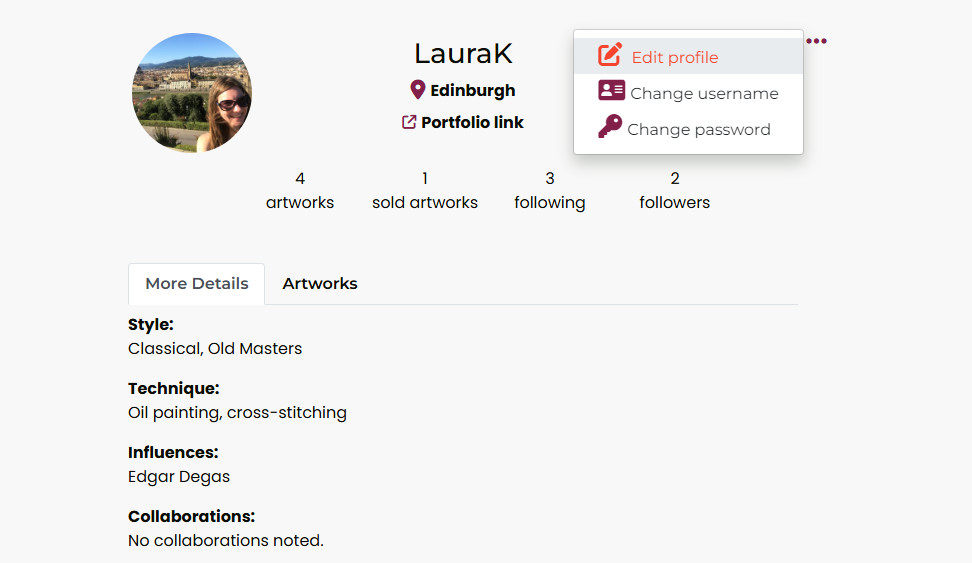 LaurаK
Edinburgh
Portfolio link
Edit profile
Change username
Change password
4
artworks
1
sold artworks
3
following
2
followers
More Details
Artworks
Style:
Classical, Old Masters
Technique:
Oil painting, cross-stitching
Influences:
Edgar Degas
Collaborations:
No collaborations noted.